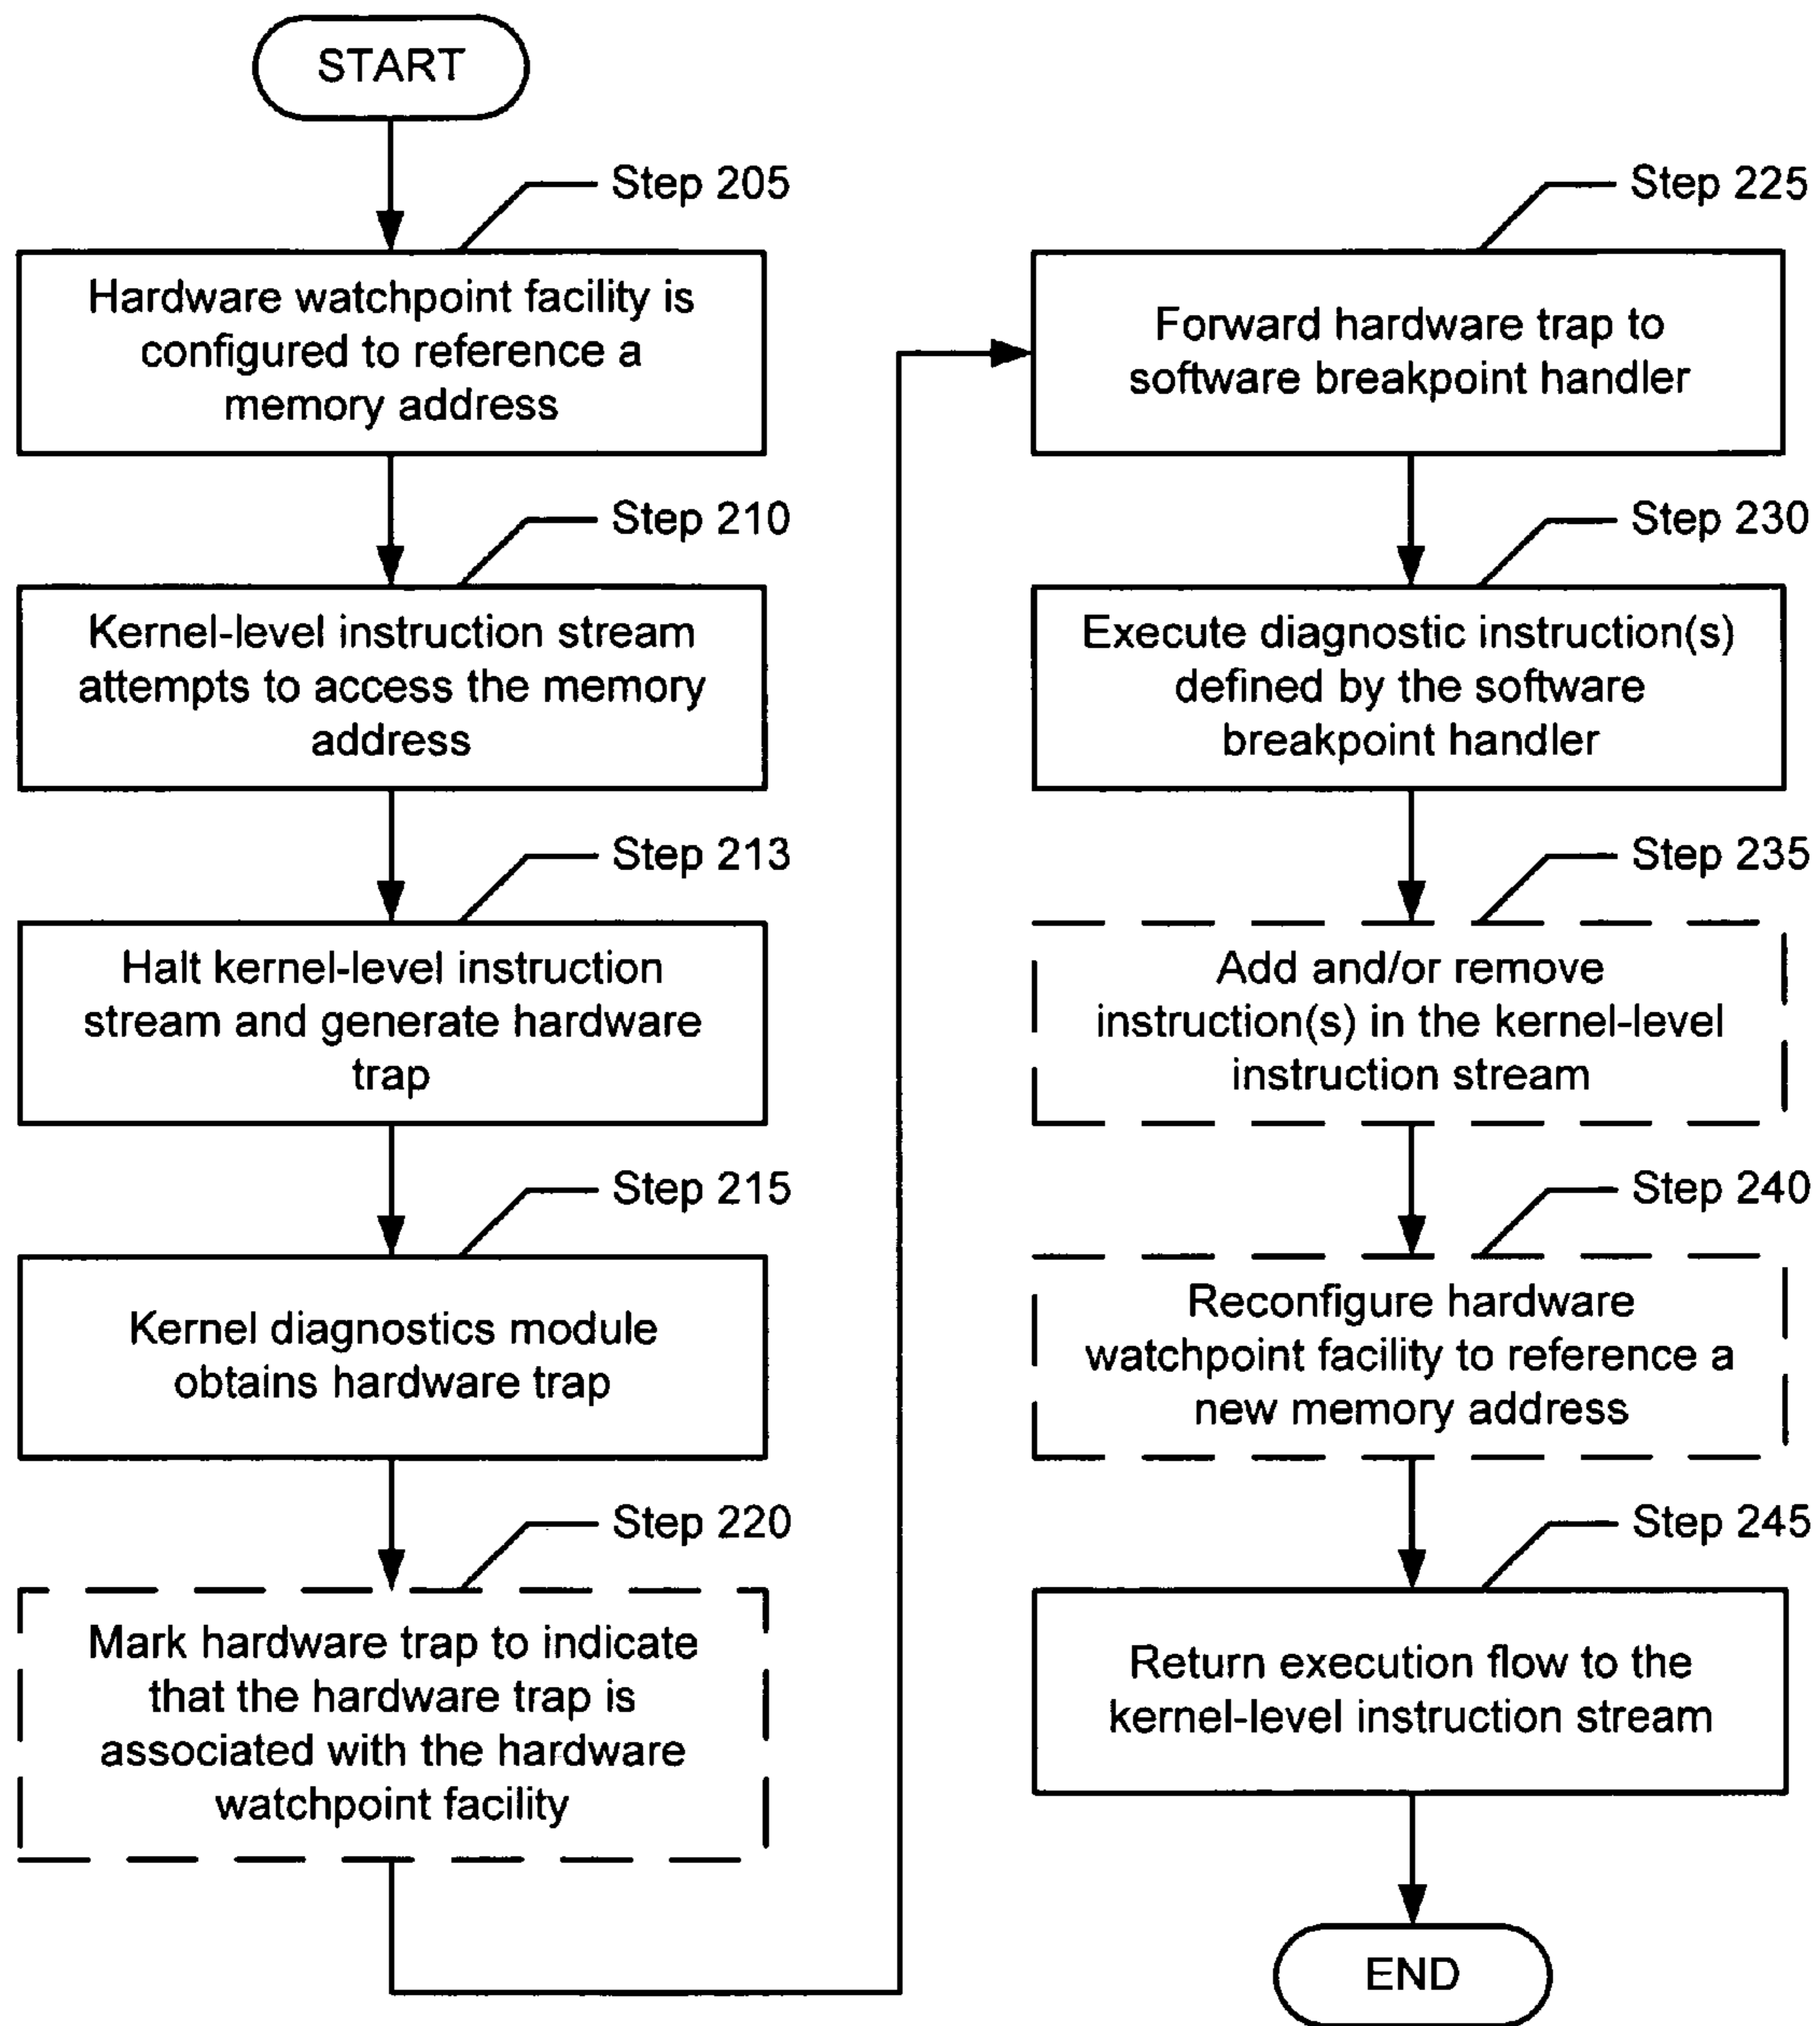 START
Step 205
Hardware watchpoint facility is
configured to reference a
memory address
Step 210
Kernel-level instruction stream
attempts to access the memory
address
Step 213
Halt kernel-level instruction
stream and generate hardware
trap
Step 215
Kernel diagnostics module
obtains hardware trap
Step 220
Mark hardware trap to indicate
that the hardware trap is
associated with the hardware
watchpoint facility
Step 225
Forward hardware trap to
software breakpoint handler
Step 230
Execute diagnostic instruction(s)
defined by the software
breakpoint handler
Step 235
Add and/or remove
instruction(s) in the kernel-level
instruction stream
Step 240
Reconfigure hardware
watchpoint facility to reference a
new memory address
Step 245
Return execution flow to the
kernel-level instruction stream
END